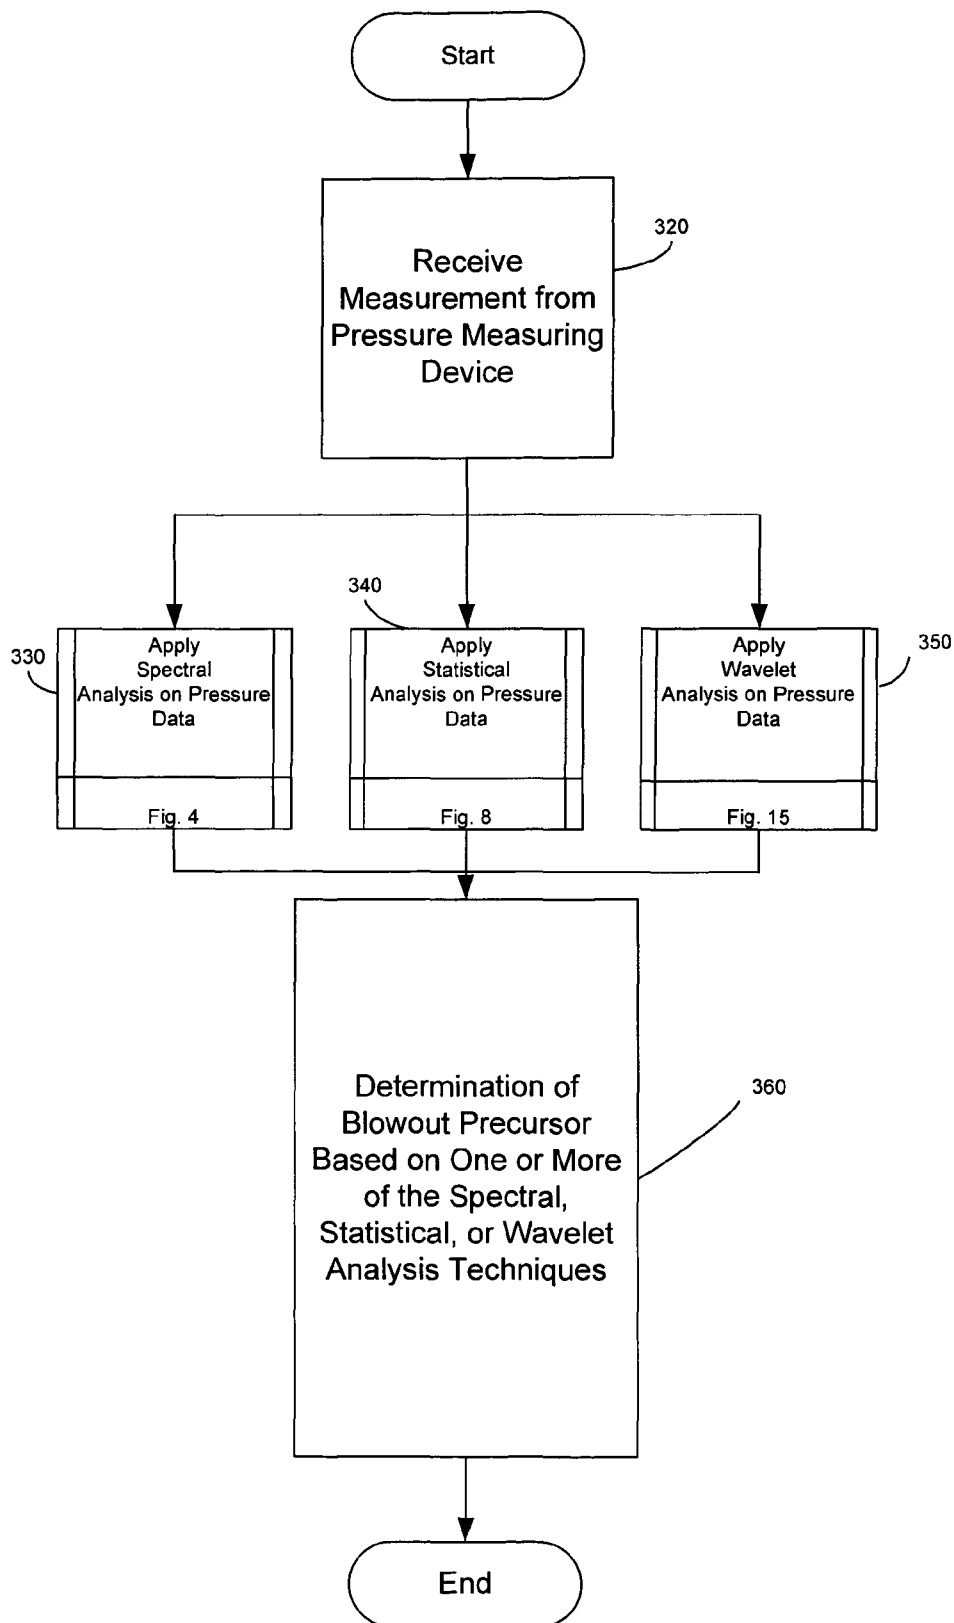 Start
320
Receive
Measurement from
Pressure Measuring
Device
330
Apply
Spectral
Analysis on Pressure
Data
Fig. 4
340
Apply
Statistical
Analysis on Pressure
Data
Fig. 8
350
Apply
Wavelet
Analysis on Pressure
Data
Fig. 15
360
Determination of
Blowout Precursor
Based on One or More
of the Spectral,
Statistical, or Wavelet
Analysis Techniques
End